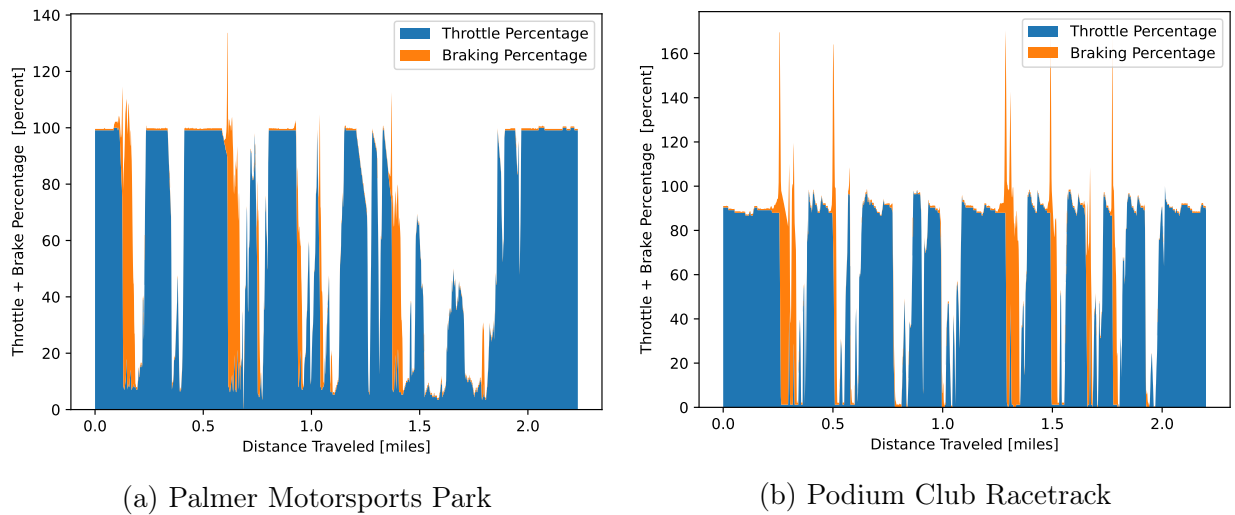 140
120
100
80
60
40
20
0
Throttle + Brake Percentage [percent]
Throttle Percentage
Braking Percentage
0.0 0.5 1.0 1.5 2.0
Distance Traveled [miles]
(a) Palmer Motorsports Park
160
140
120
100
80
60
40
20
0
Throttle + Brake Percentage [percent]
Throttle Percentage
Braking Percentage
0.0 0.5 1.0 1.5 2.0
Distance Traveled [miles]
(b) Podium Club Racetrack